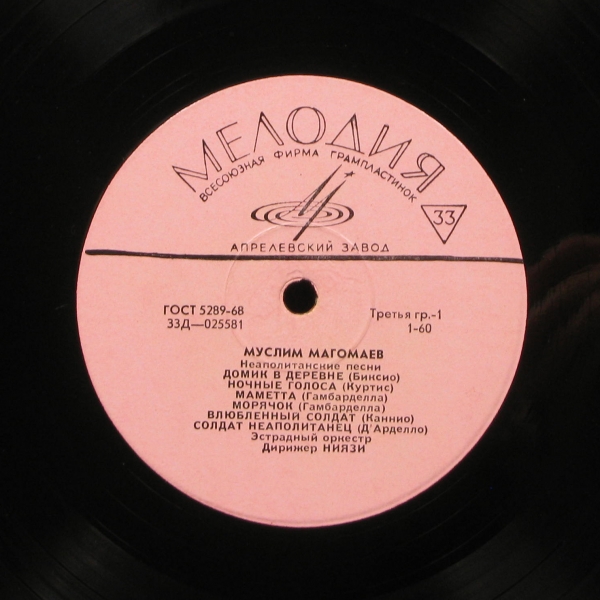 МЕЛОДИЯ
ВСЕСОЮЗНАЯ ФИРМА ГРАМПЛАСТИНОК
33
АПРЕЛЕВСКИЙ ЗАВОД
ГОСТ 5289-68
33Д—025581
Третья гр.-1
1-60
МУСЛИМ МАГОМАЕВ
Неаполитанские песни
ДОМИК В ДЕРЕВНЕ (Биксио)
НОЧНЫЕ ГОЛОСА (Куртис)
МАМЕТТА (Гамбарделла)
МОРЯЧОК (Гамбарделла)
ВЛЮБЛЕННЫЙ СОЛДАТ (Каннио)
СОЛДАТ НЕАПОЛИТАНЕЦ (Д'Арделло)
Эстрадный оркестр
Дирижер НИЯЗИ